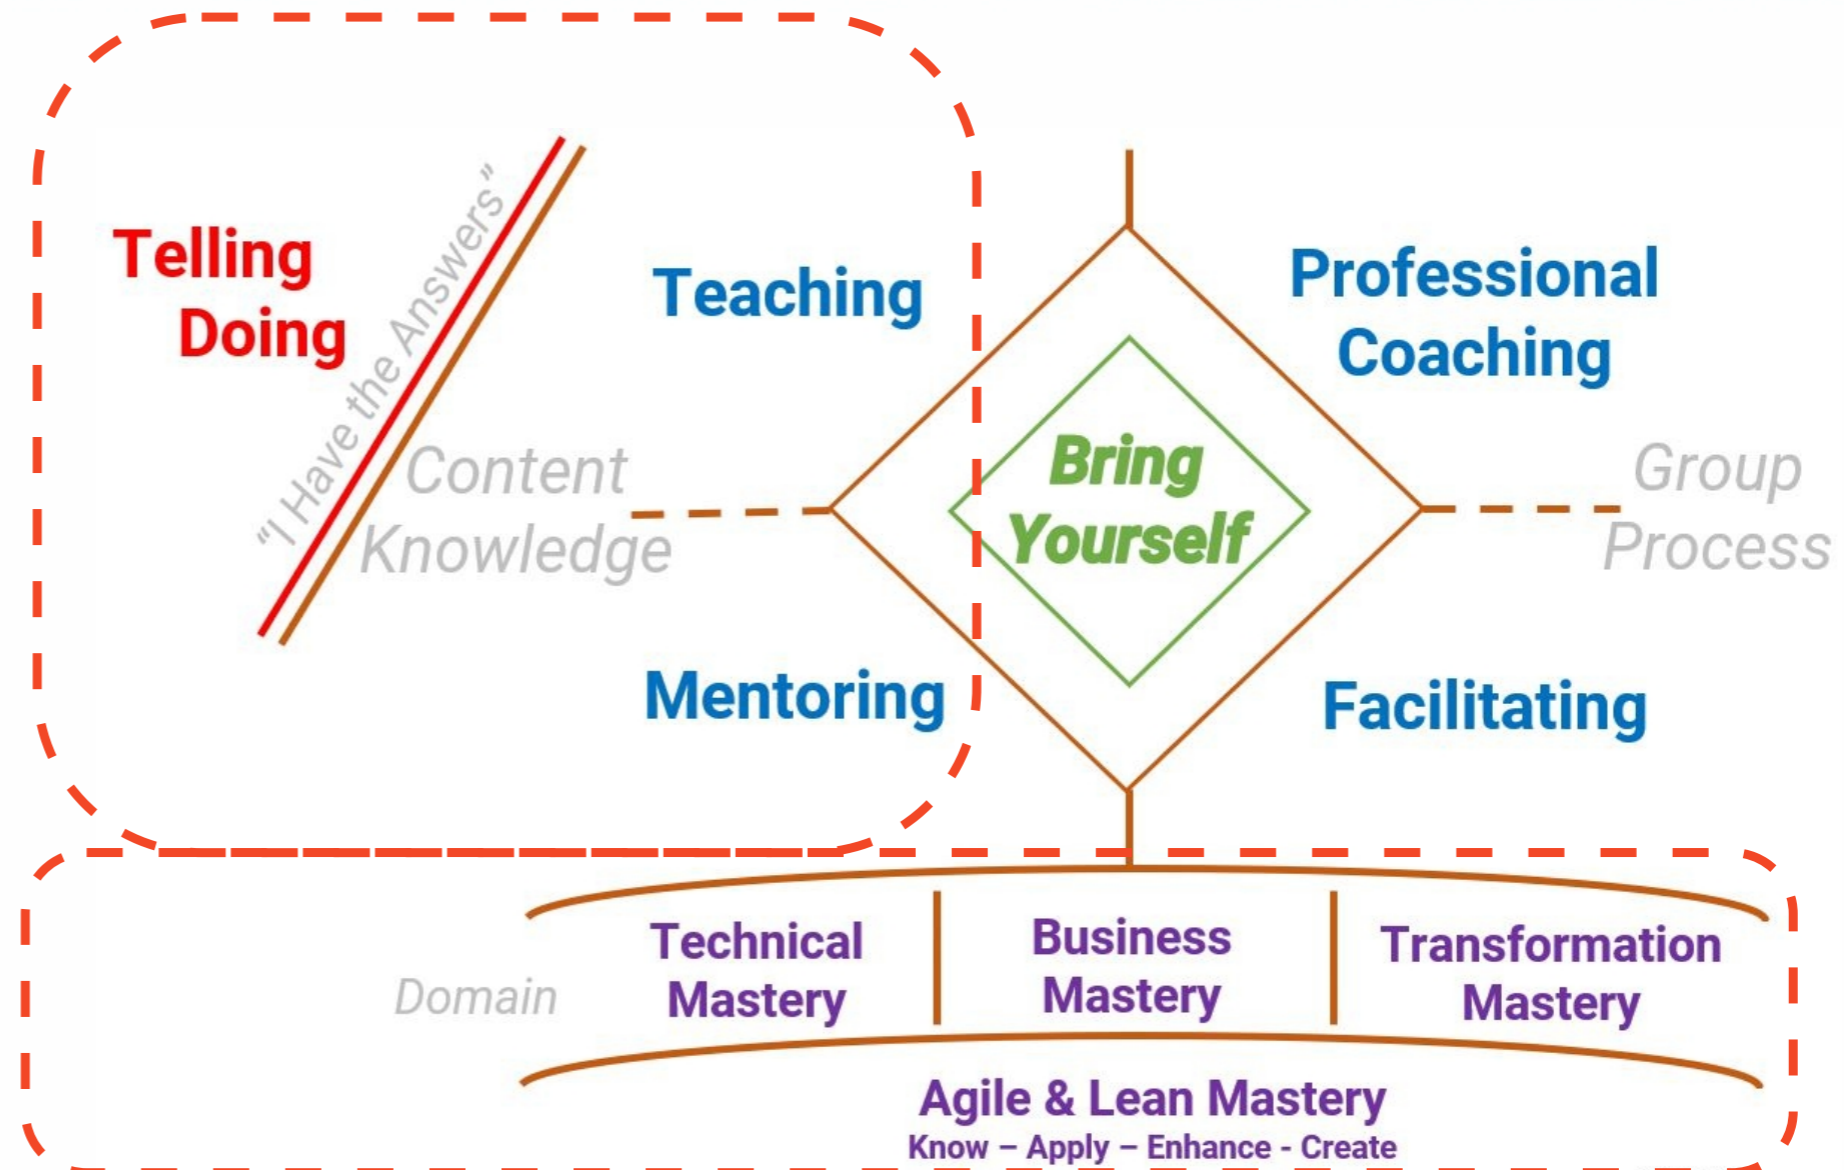 Telling
Doing
“I Have the Answers”
Teaching
Professional
Coaching
Content
Knowledge
Bring
Yourself
Group
Process
Mentoring
Facilitating
Domain
Technical
Mastery
Business
Mastery
Transformation
Mastery
Agile & Lean Mastery
Know – Apply – Enhance - Create